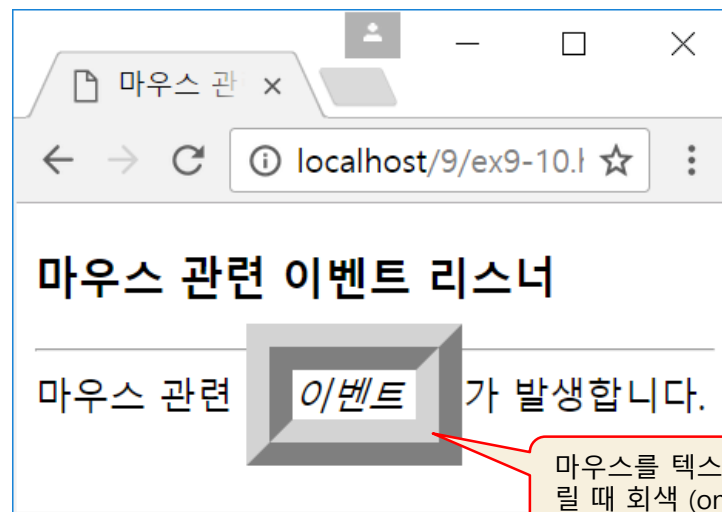 마우스 관
localhost/9/ex9-10.
마우스 관련 이벤트 리스너
마우스 관련 이벤트 가 발생합니다.
마우스를 텍스
릴 때 회색 (on